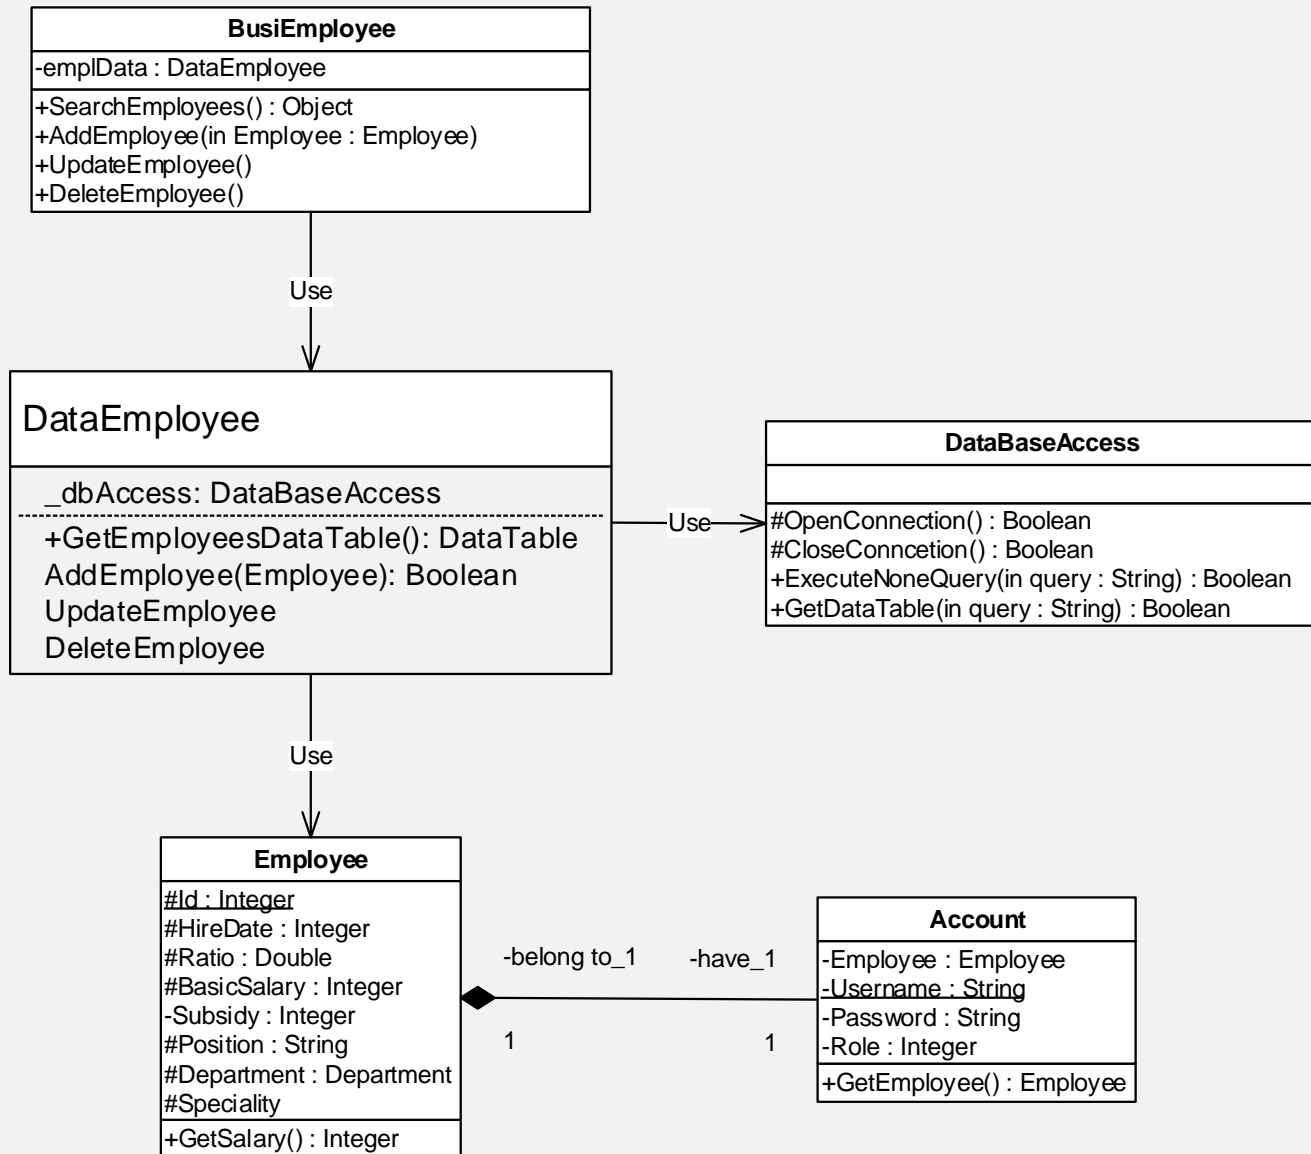 BusiEmployee
-emplData : DataEmployee
+SearchEmployees() : Object
+AddEmployee(in Employee : Employee)
+UpdateEmployee()
+DeleteEmployee()
Use
DataEmployee
_dbAccess: DataBaseAccess
+GetEmployeesDataTable(): DataTable
AddEmployee(Employee): Boolean
UpdateEmployee
DeleteEmployee
Use
DataBaseAccess
#OpenConnection() : Boolean
#CloseConncetion() : Boolean
+ExecuteNoneQuery(in query : String) : Boolean
+GetDataTable(in query : String) : Boolean
Use
Employee
#Id : Integer
#HireDate : Integer
#Ratio : Double
#BasicSalary : Integer
-Subsidy : Integer
#Position : String
#Department : Department
#Speciality
+GetSalary() : Integer
-belong to_1
-have_1
1
1
Account
-Employee : Employee
-Username : String
-Password : String
-Role : Integer
+GetEmployee() : Employee